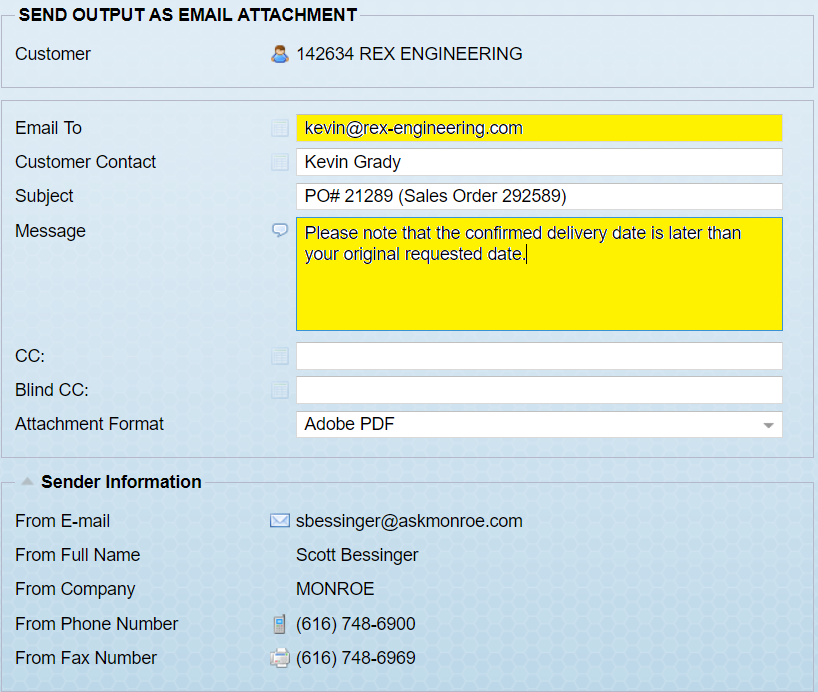 SEND OUTPUT AS EMAIL ATTACHMENT
Customer 142634 REX ENGINEERING
Email To kevin@rex-engineering.com
Customer Contact Kevin Grady
Subject PO# 21289 (Sales Order 292589)
Message Please note that the confirmed delivery date is later than
your original requested date.
CC:
Blind CC:
Attachment Format Adobe PDF
Sender Information
From E-mail sbessinger@askmonroe.com
From Full Name Scott Bessinger
From Company MONROE
From Phone Number (616) 748-6900
From Fax Number (616) 748-6969